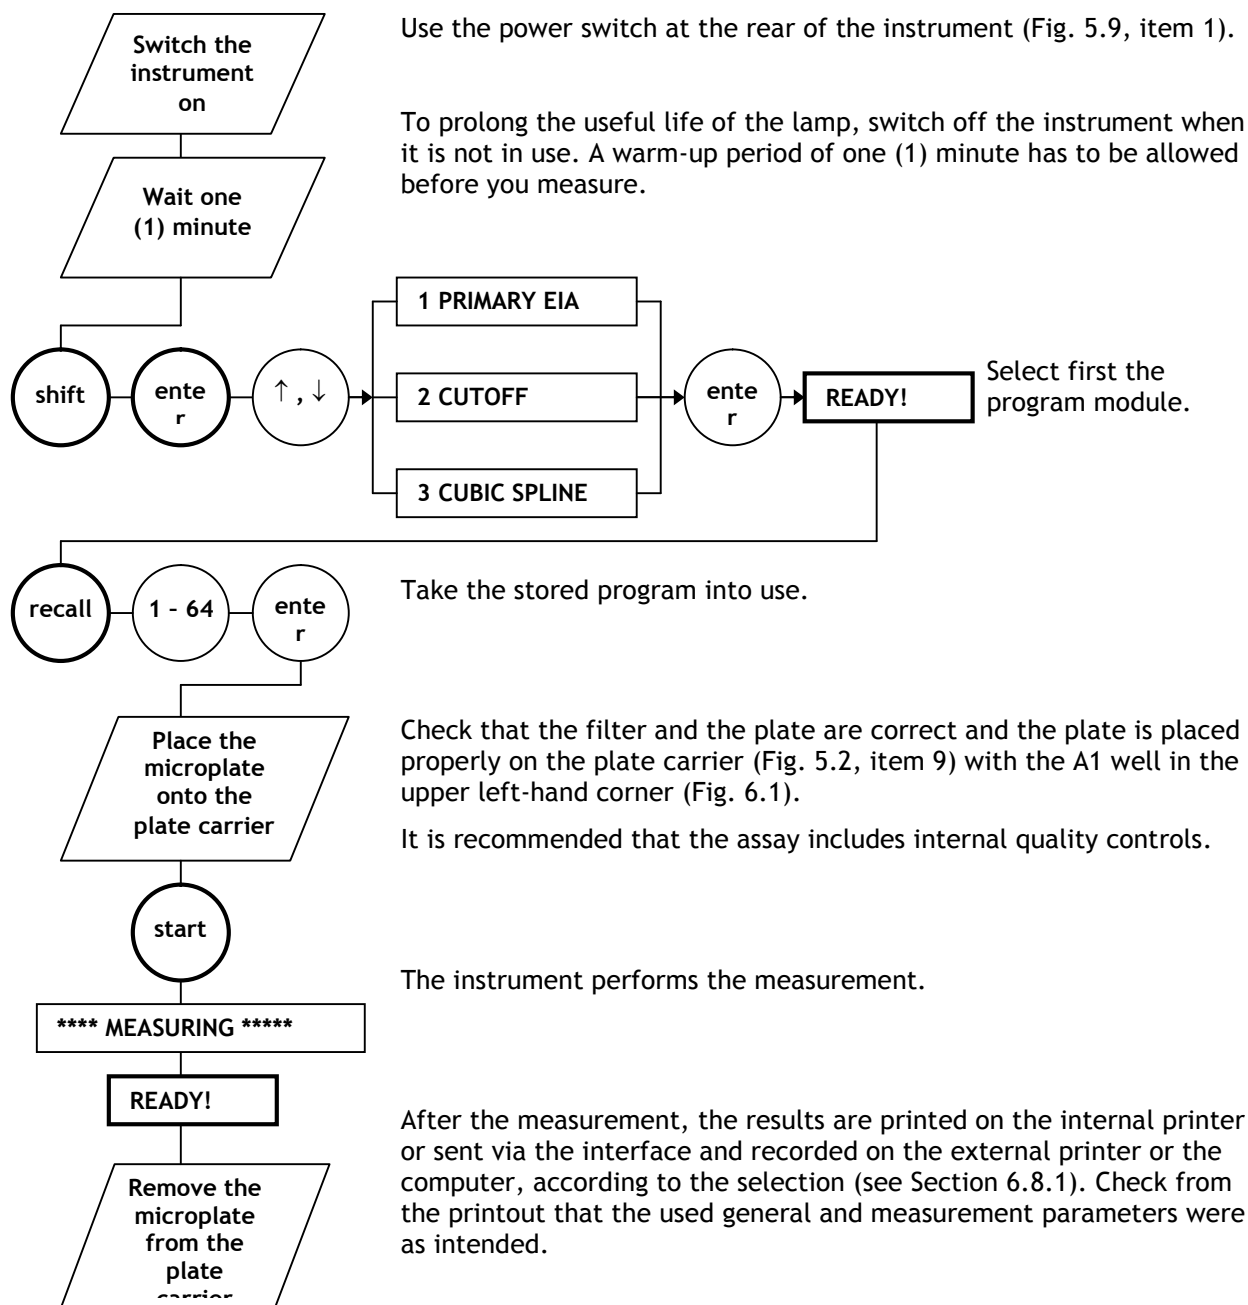 Switch the
instrument
on
Use the power switch at the rear of the instrument (Fig. 5.9, item 1).
To prolong the useful life of the lamp, switch off the instrument when
it is not in use. A warm-up period of one (1) minute has to be allowed
before you measure.
Wait one
(1) minute
shift
ente
r
↑ , ↓
1 PRIMARY EIA
2 CUTOFF
3 CUBIC SPLINE
ente
r
READY!
Select first the
program module.
recall
1 – 64
ente
r
Take the stored program into use.
Place the
microplate
onto the
plate carrier
Check that the filter and the plate are correct and the plate is placed
properly on the plate carrier (Fig. 5.2, item 9) with the A1 well in the
upper left-hand corner (Fig. 6.1).
It is recommended that the assay includes internal quality controls.
start
The instrument performs the measurement.
**** MEASURING *****
READY!
After the measurement, the results are printed on the internal printer
or sent via the interface and recorded on the external printer or the
computer, according to the selection (see Section 6.8.1). Check from
the printout that the used general and measurement parameters were
as intended.
Remove the
microplate
from the
plate
carrier